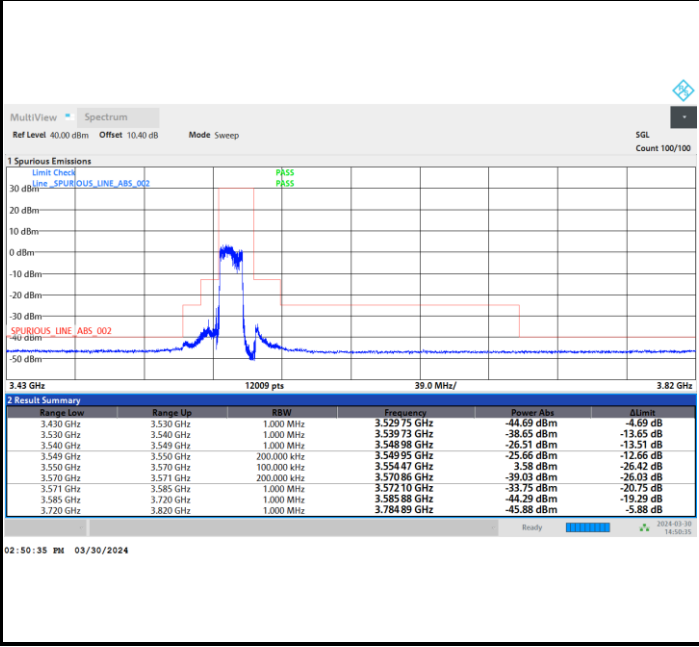 MultiView Spectrum
Ref Level 40.00 dBm Offset 10.40 dB Mode Sweep SGL
Count 100/100
1 Spurious Emissions
Limit Check PASS
Line _SPURIOUS_LINE_ABS_002 PASS
30 dBm
20 dBm
10 dBm
0 dBm
-10 dBm
-20 dBm
-30 dBm
_SPURIOUS_LINE_ABS_002
-40 dBm
-50 dBm
3.43 GHz 12009 pts 39.0 MHz/ 3.82 GHz
2 Result Summary
Range Low Range Up RBW Frequency Power Abs ΔLimit
3.430 GHz 3.530 GHz 1.000 MHz 3.529 75 GHz -44.69 dBm -4.69 dB
3.530 GHz 3.540 GHz 1.000 MHz 3.539 73 GHz -38.65 dBm -13.65 dB
3.540 GHz 3.549 GHz 1.000 MHz 3.548 98 GHz -26.51 dBm -13.51 dB
3.549 GHz 3.550 GHz 200.000 kHz 3.549 95 GHz -25.66 dBm -12.66 dB
3.550 GHz 3.570 GHz 100.000 kHz 3.554 47 GHz 3.58 dBm -26.42 dB
3.570 GHz 3.571 GHz 200.000 kHz 3.570 86 GHz -39.03 dBm -26.03 dB
3.571 GHz 3.585 GHz 1.000 MHz 3.572 10 GHz -33.75 dBm -20.75 dB
3.585 GHz 3.720 GHz 1.000 MHz 3.585 88 GHz -44.29 dBm -19.29 dB
3.720 GHz 3.820 GHz 1.000 MHz 3.784 89 GHz -45.88 dBm -5.88 dB
Ready 2024-03-30
14:50:35
02:50:35 PM 03/30/2024